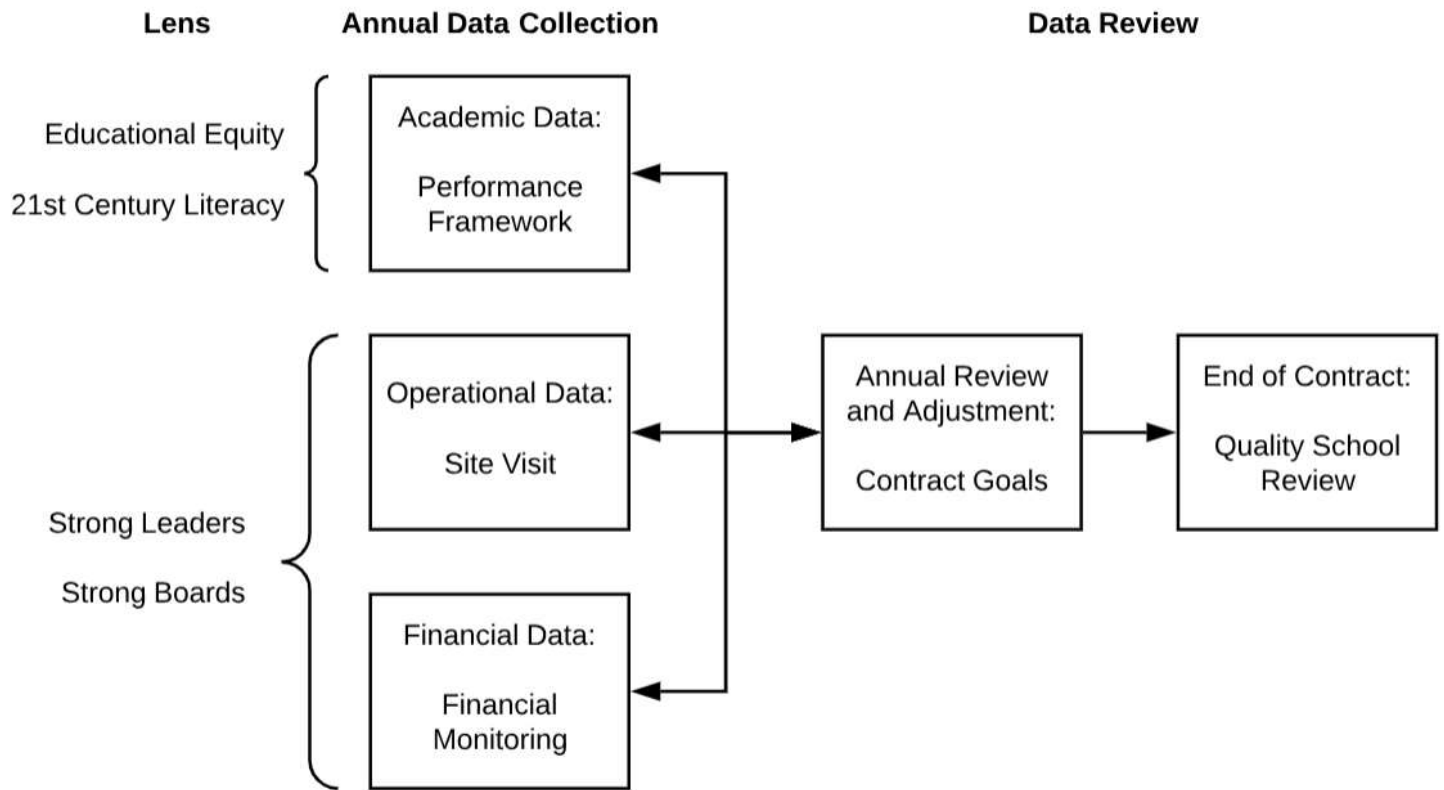 Lens
Annual Data Collection
Data Review
Educational Equity
21st Century Literacy
Academic Data:
Performance
Framework
Strong Leaders
Strong Boards
Operational Data:
Site Visit
Financial Data:
Financial
Monitoring
Annual Review
and Adjustment:
Contract Goals
End of Contract:
Quality School
Review